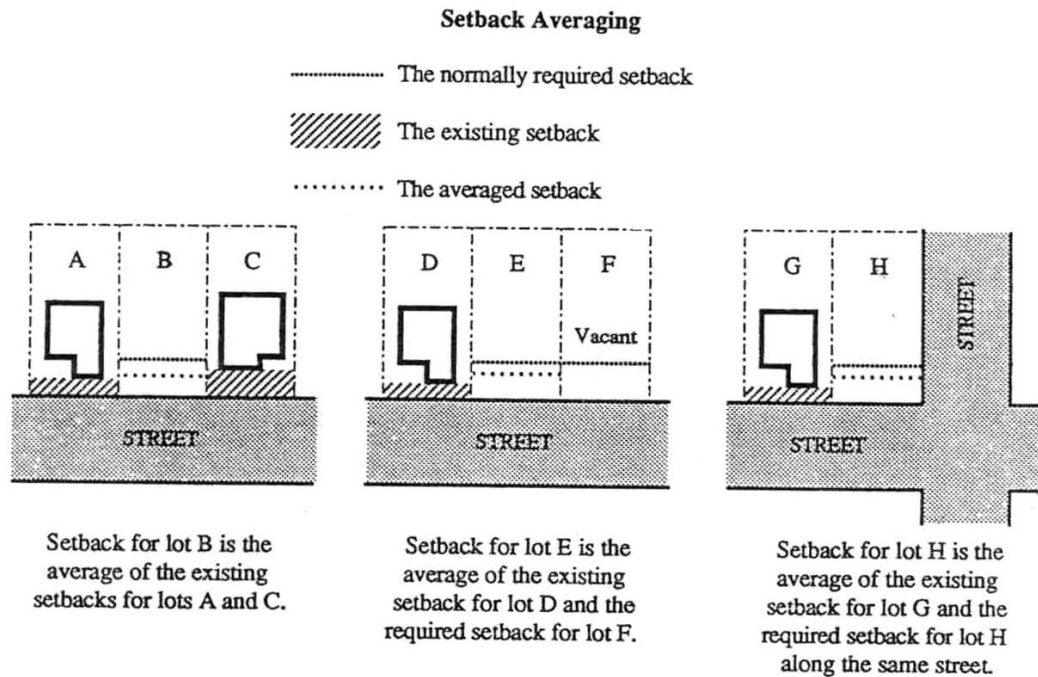 Setback Averaging
The normally required setback
The existing setback
The averaged setback
A B C
STREET
Setback for lot B is the
average of the existing
setbacks for lots A and C.
D E F
Vacant
STREET
Setback for lot E is the
average of the existing
setback for lot D and the
required setback for lot F.
G H
STREET
STREET
Setback for lot H is the
average of the existing
setback for lot G and the
required setback for lot H
along the same street.